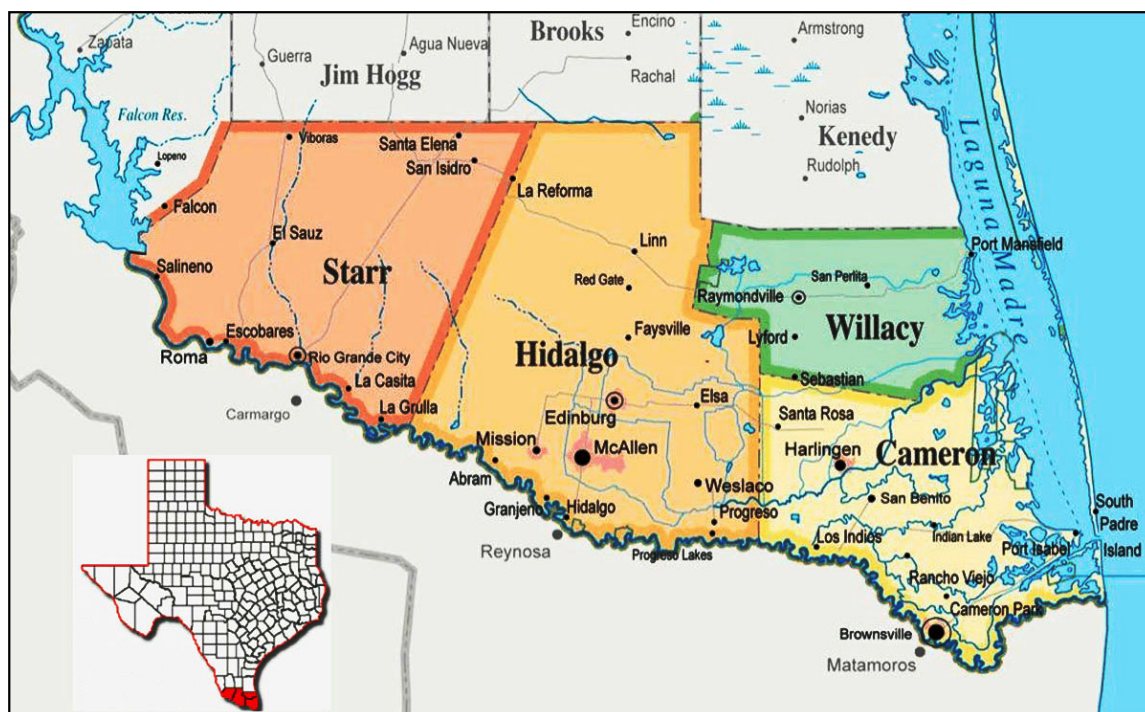 Zapata
Guerra
Agua Nueva
Jim Hogg
Brooks
Encino
Rachal
Armstrong
Norias
Kenedy
Rudolph
Falcon Res.
Lopeno
Viboras
Santa Elena
San Isidro
La Reforma
Falcon
El Sauz
Salineno
Starr
Linn
Red Gate
Port Mansfield
Laguna Madre
San Perlita
Raymondville
Willacy
Lyford
Faysville
Hidalgo
Escobares
Roma
Rio Grande City
La Casita
Sebastian
Carmargo
La Grulla
Edinburg
Elsa
Santa Rosa
Mission
McAllen
Harlingen
Cameron
Abram
Weslaco
San Benito
Granjeno
Hidalgo
Progreso
South
Padre
Island
Reynosa
Progreso Lakes
Los Indios
Indian Lake
Port Isabel
Rancho Viejo
Cameron Park
Brownsville
Matamoros